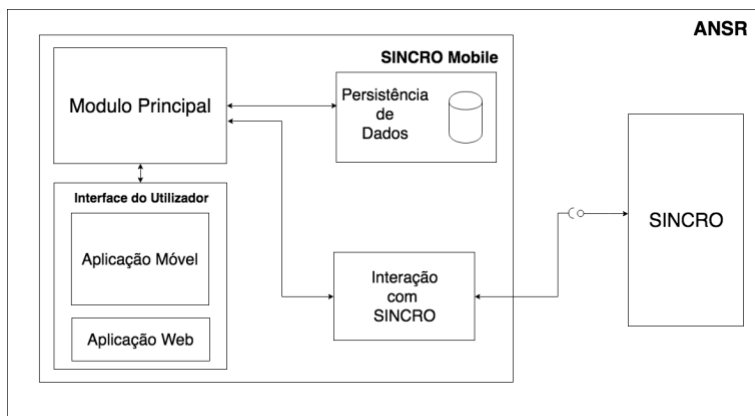 ANSR
SINCRO Mobile
Modulo Principal
Persistência
de
Dados
Interface do Utilizador
Aplicação Móvel
Aplicação Web
Interação
com
SINCRO
SINCRO